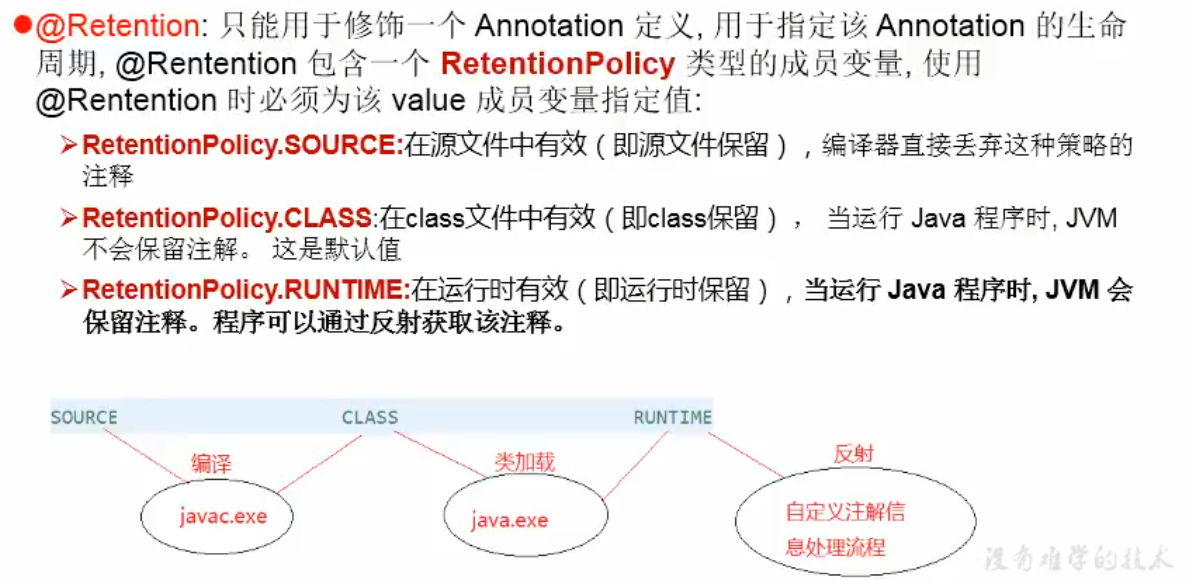 ●@Retention: 只能用于修饰一个 Annotation 定义, 用于指定该 Annotation 的生命
周期, @Rentention 包含一个 RetentionPolicy 类型的成员变量, 使用
@Rentention 时必须为该 value 成员变量指定值:
➢RetentionPolicy.SOURCE:在源文件中有效（即源文件保留），编译器直接丢弃这种策略的
注释
➢RetentionPolicy.CLASS:在class文件中有效（即class保留）， 当运行 Java 程序时, JVM
不会保留注解。 这是默认值
➢RetentionPolicy.RUNTIME:在运行时有效（即运行时保留），当运行 Java 程序时, JVM 会
保留注释。程序可以通过反射获取该注释。
SOURCE CLASS RUNTIME
编译 类加载 反射
javac.exe java.exe 自定义注解信
息处理流程
没有难学的技术